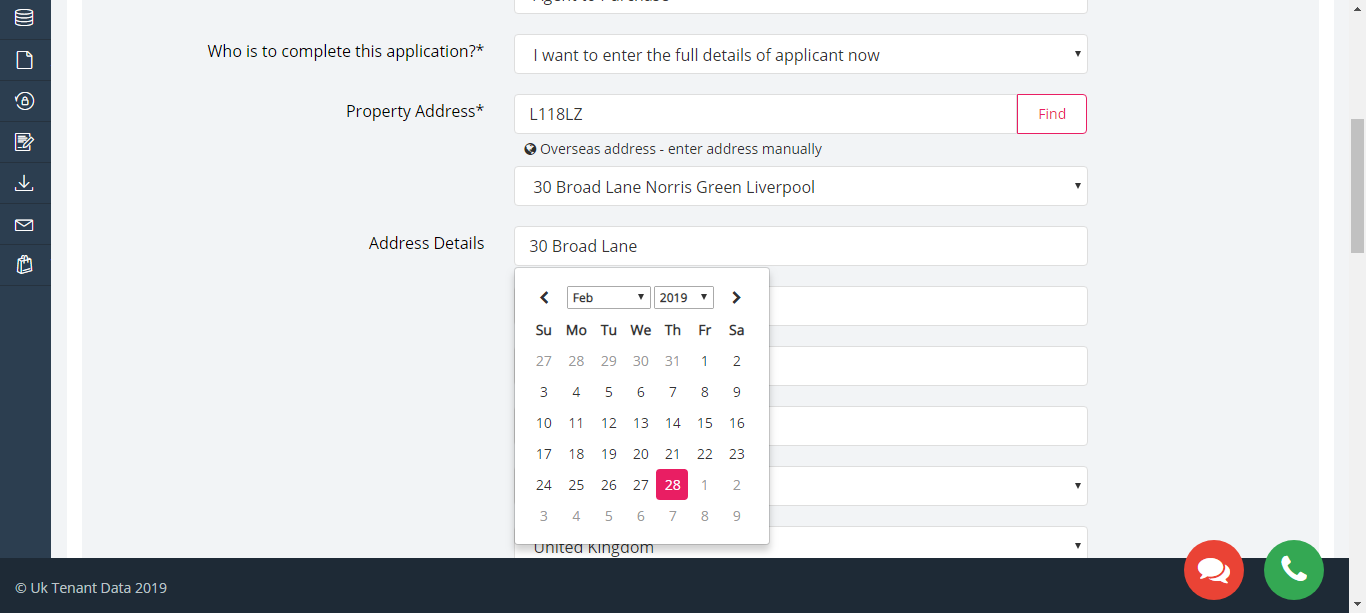 Agent to Purchase
Who is to complete this application?*
I want to enter the full details of applicant now
Property Address*
L118LZ
Find
Overseas address - enter address manually
30 Broad Lane Norris Green Liverpool
Address Details
30 Broad Lane
Feb 2019
Su Mo Tu We Th Fr Sa
27 28 29 30 31 1 2
3 4 5 6 7 8 9
10 11 12 13 14 15 16
17 18 19 20 21 22 23
24 25 26 27 28 1 2
3 4 5 6 7 8 9
United Kingdom
© Uk Tenant Data 2019